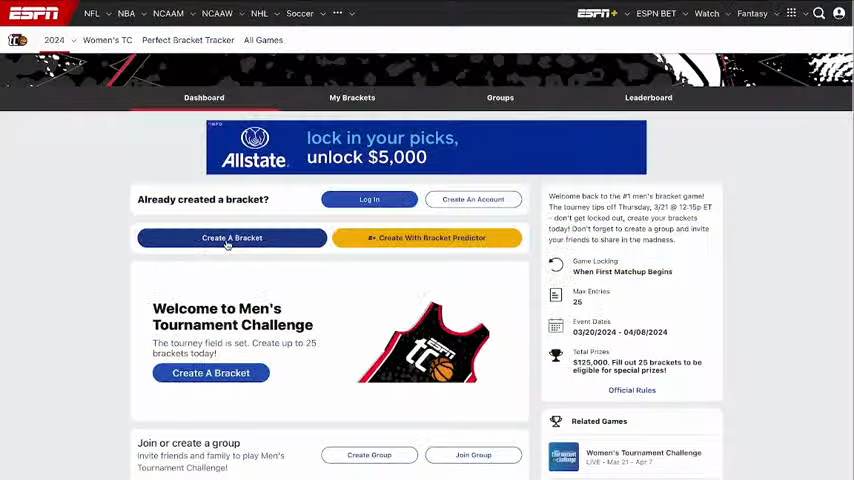 ESPN NFL NBA NCAAM NCAAW NHL Soccer ••• ESPN+ ESPN BET Watch Fantasy
tc 2024 Women's TC Perfect Bracket Tracker All Games
Dashboard My Brackets Groups Leaderboard
Allstate
lock in your picks,
unlock $5,000
Already created a bracket? Log In Create An Account
Create A Bracket Create With Bracket Predictor
Welcome to Men's
Tournament Challenge
The tourney field is set. Create up to 25
brackets today!
Create A Bracket
ESPN
tc
Join or create a group
Invite friends and family to play Men's
Tournament Challenge!
Create Group Join Group
Welcome back to the #1 men's bracket game!
The tourney tips off Thursday, 3/21 @ 12:15p ET
- don't get locked out, create your brackets
today! Don't forget to create a group and invite
your friends to share in the madness.
Game Locking
When First Matchup Begins
Max Entries
25
Event Dates
03/20/2024 - 04/08/2024
Total Prizes
$125,000. Fill out 25 brackets to be
eligible for special prizes!
Official Rules
Related Games
Women's Tournament Challenge
LIVE - Mar 21 - Apr 7